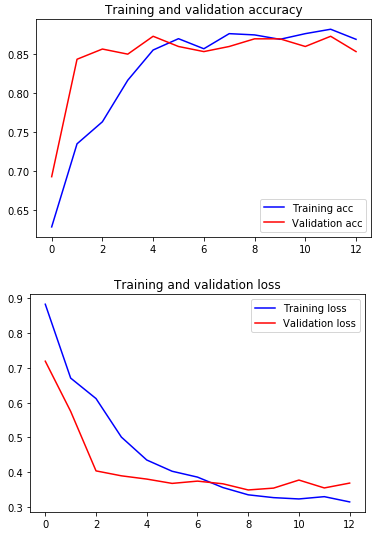 Training and validation accuracy
0.85
0.80
0.75
0.70
0.65
Training acc
Validation acc
0 2 4 6 8 10 12
Training and validation loss
0.9
0.8
0.7
0.6
0.5
0.4
0.3
Training loss
Validation loss
0 2 4 6 8 10 12